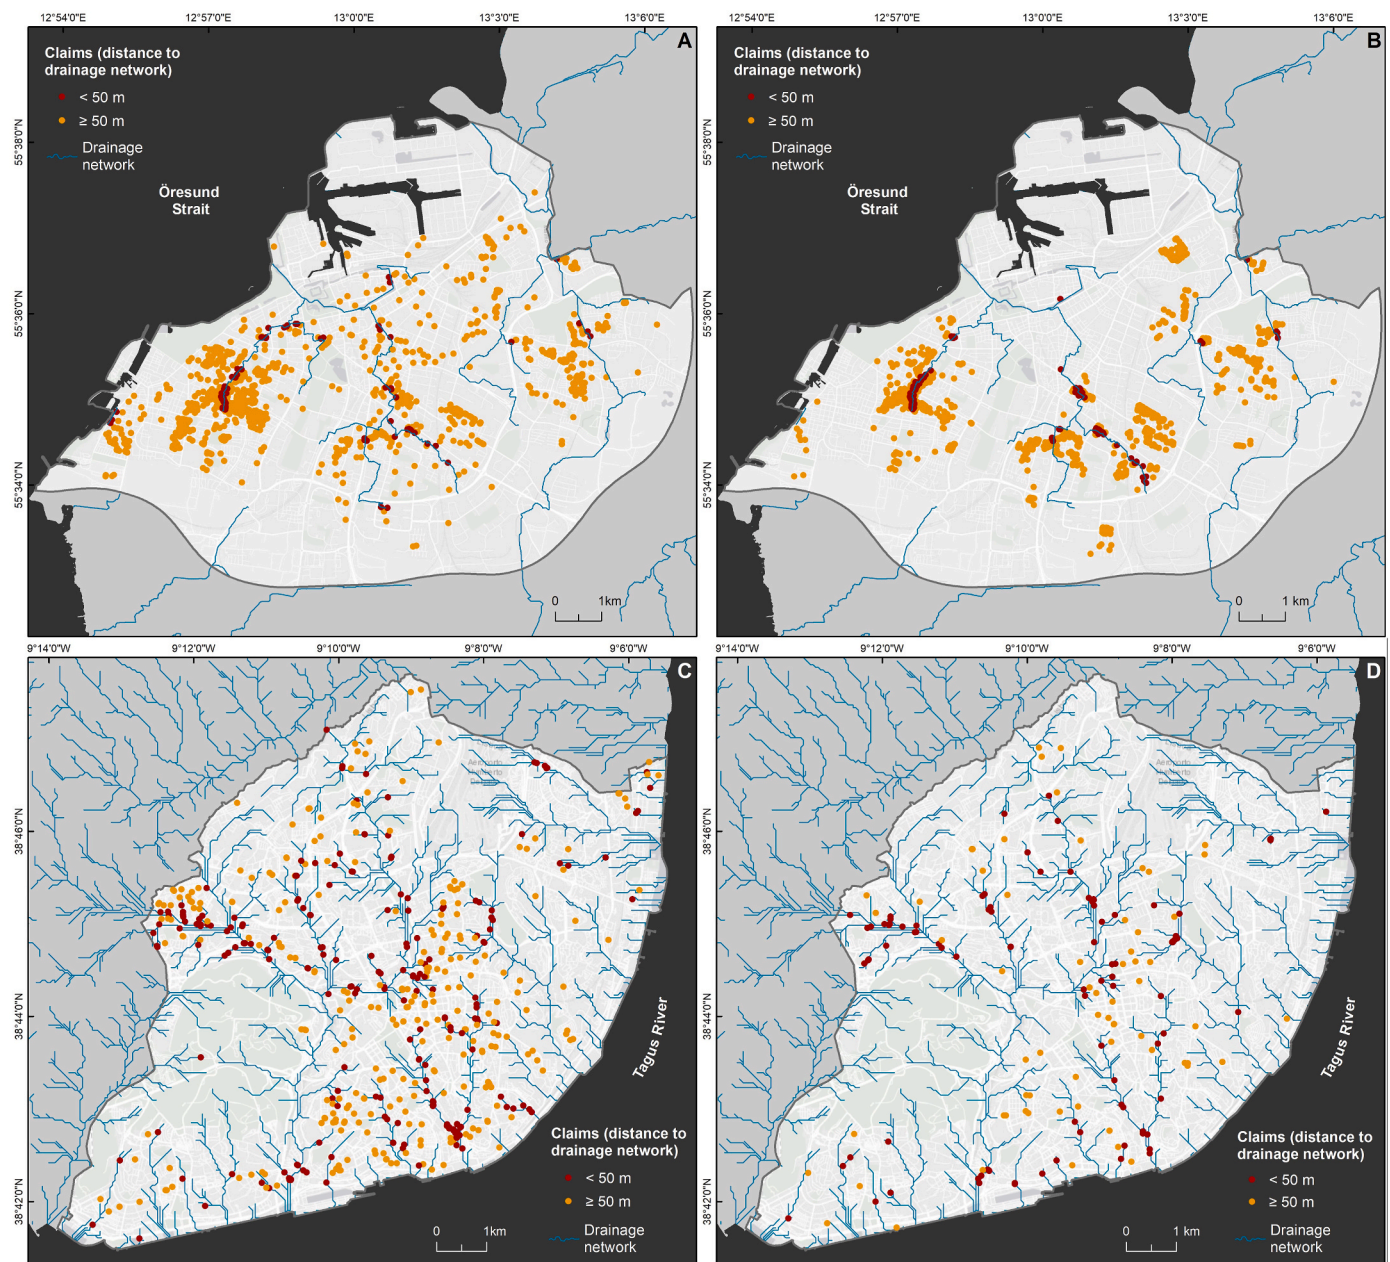 12°54'0"E 12°57'0"E 13°0'0"E 13°3'0"E 13°6'0"E
A
Claims (distance to
drainage network)
< 50 m
≥ 50 m
Drainage
network
Öresund
Strait
55°38'0"N
55°36'0"N
55°34'0"N
0 1km
12°54'0"E 12°57'0"E 13°0'0"E 13°3'0"E 13°6'0"E
B
Claims (distance to
drainage network)
< 50 m
≥ 50 m
Drainage
network
Öresund
Strait
55°38'0"N
55°36'0"N
55°34'0"N
0 1 km
9°14'0"E 9°12'0"E 9°10'0"E 9°8'0"E 9°6'0"E
C
38°46'0"N
38°44'0"N
38°42'0"N
Tagus River
Claims (distance to
drainage network)
< 50 m
≥ 50 m
Drainage
network
0 1km
9°14'0"E 9°12'0"E 9°10'0"E 9°8'0"E 9°6'0"E
D
38°46'0"N
38°44'0"N
38°42'0"N
Tagus River
Claims (distance to
drainage network)
< 50 m
≥ 50 m
Drainage
network
0 1 km